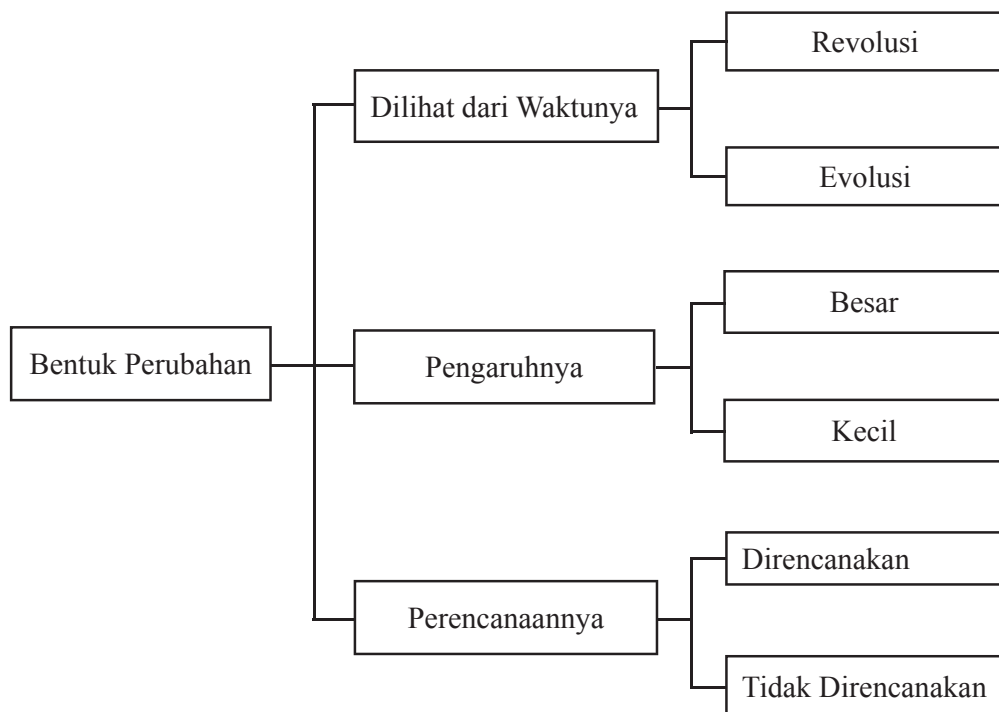 Bentuk Perubahan
Dilihat dari Waktunya
Revolusi
Evolusi
Pengaruhnya
Besar
Kecil
Perencanaannya
Direncanakan
Tidak Direncanakan